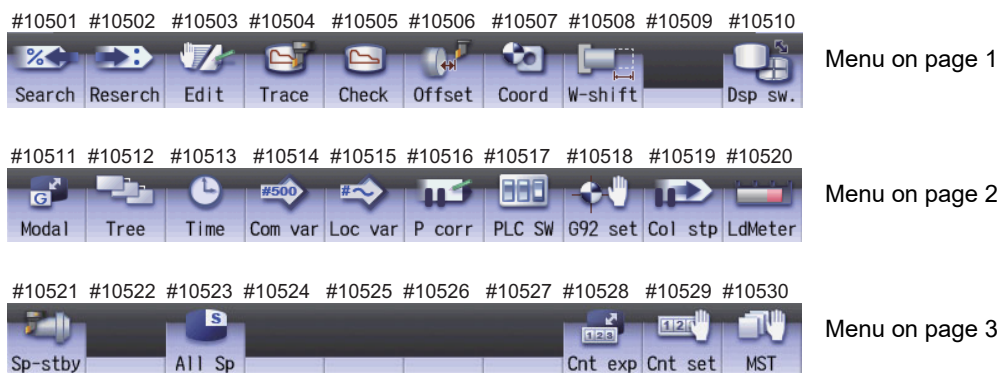 #10501 #10502 #10503 #10504 #10505 #10506 #10507 #10508 #10509 #10510
% :
Search Reserch Edit Trace Check Offset Coord W-shift Dsp sw.
Menu on page 1
#10511 #10512 #10513 #10514 #10515 #10516 #10517 #10518 #10519 #10520
G #500 #~
Modal Tree Time Com var Loc var P corr PLC SW G92 set Col stp LdMeter
Menu on page 2
#10521 #10522 #10523 #10524 #10525 #10526 #10527 #10528 #10529 #10530
S 123 12
Sp-stby All Sp Cnt exp Cnt set MST
Menu on page 3